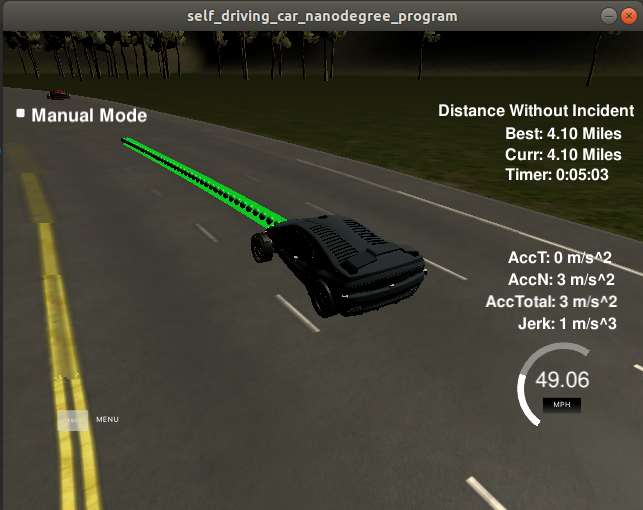 self_driving_car_nanodegree_program
Manual Mode
Distance Without Incident
Best: 4.10 Miles
Curr: 4.10 Miles
Timer: 0:05:03
AccT: 0 m/s^2
AccN: 3 m/s^2
AccTotal: 3 m/s^2
Jerk: 1 m/s^3
49.06
MPH
MENU